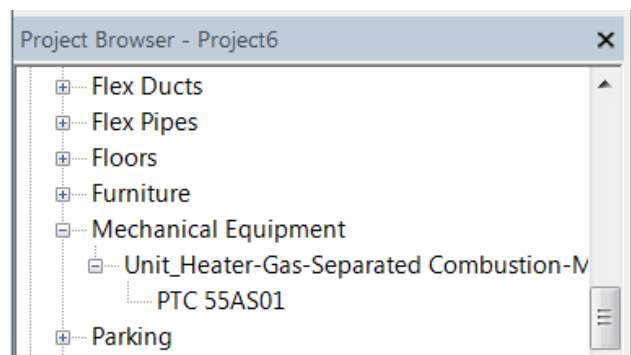 Project Browser - Project6
Flex Ducts
Flex Pipes
Floors
Furniture
Mechanical Equipment
Unit_Heater-Gas-Separated Combustion-M
PTC 55AS01
Parking